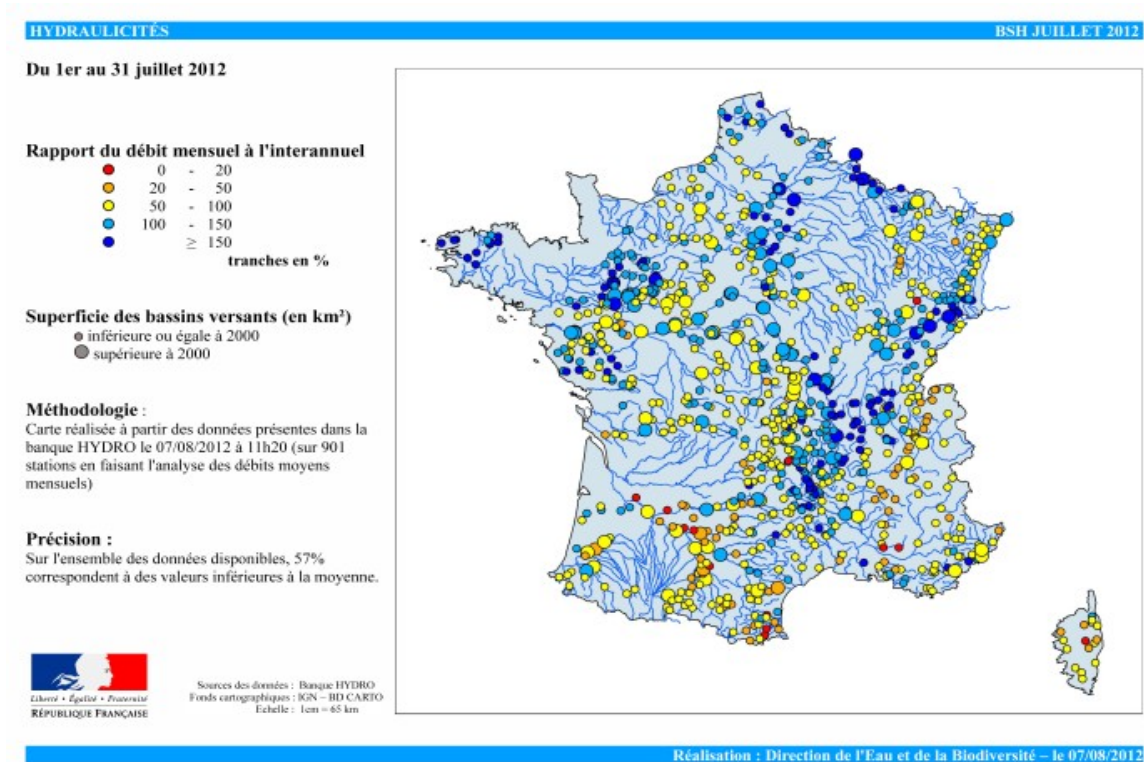 HYDRAULICITÉS
BSH JUILLET 2012
Du 1er au 31 juillet 2012
Rapport du débit mensuel à l'interannuel
0 - 20
20 - 50
50 - 100
100 - 150
≥ 150
tranches en %
Superficie des bassins versants (en km²)
inférieure ou égale à 2000
supérieure à 2000
Méthodologie :
Carte réalisée à partir des données présentes dans la
banque HYDRO le 07/08/2012 à 11h20 (sur 901
stations en faisant l'analyse des débits moyens
mensuels)
Précision :
Sur l'ensemble des données disponibles, 57%
correspondent à des valeurs inférieures à la moyenne.
Liberté • Égalité • Fraternité
RÉPUBLIQUE FRANÇAISE
Sources des données : Banque HYDRO
Fonds cartographiques : IGN – BD CARTO
Echelle : 1cm = 65 km
Réalisation : Direction de l'Eau et de la Biodiversité – le 07/08/2012